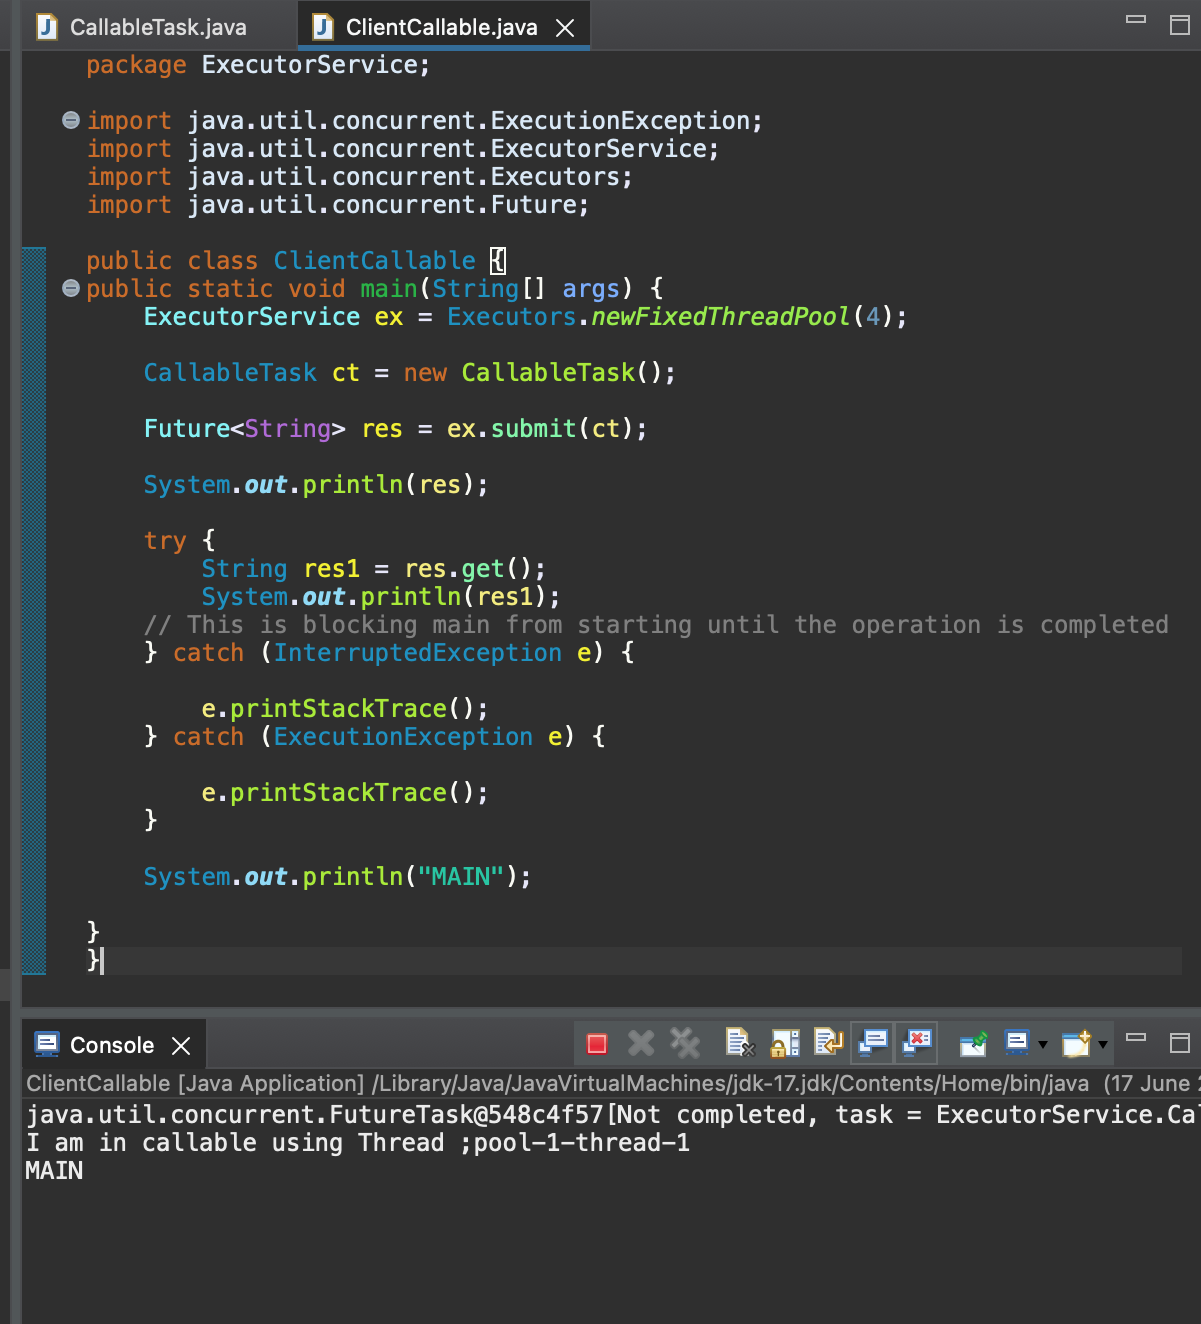 CallableTask.java
ClientCallable.java
package ExecutorService;
import java.util.concurrent.ExecutionException;
import java.util.concurrent.ExecutorService;
import java.util.concurrent.Executors;
import java.util.concurrent.Future;
public class ClientCallable {
public static void main(String[] args) {
ExecutorService ex = Executors.newFixedThreadPool(4);
CallableTask ct = new CallableTask();
Future<String> res = ex.submit(ct);
System.out.println(res);
try {
String res1 = res.get();
System.out.println(res1);
// This is blocking main from starting until the operation is completed
} catch (InterruptedException e) {
e.printStackTrace();
} catch (ExecutionException e) {
e.printStackTrace();
}
System.out.println("MAIN");
}
}
Console
ClientCallable [Java Application] /Library/Java/JavaVirtualMachines/jdk-17.jdk/Contents/Home/bin/java (17 June 
java.util.concurrent.FutureTask@548c4f57[Not completed, task = ExecutorService.Ca
I am in callable using Thread ;pool-1-thread-1
MAIN